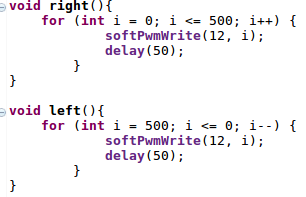 void right(){
    for (int i = 0; i <= 500; i++) {
            softPwmWrite(12, i);
            delay(50);
        }
}

void left(){
    for (int i = 500; i <= 0; i--) {
            softPwmWrite(12, i);
            delay(50);
        }
}